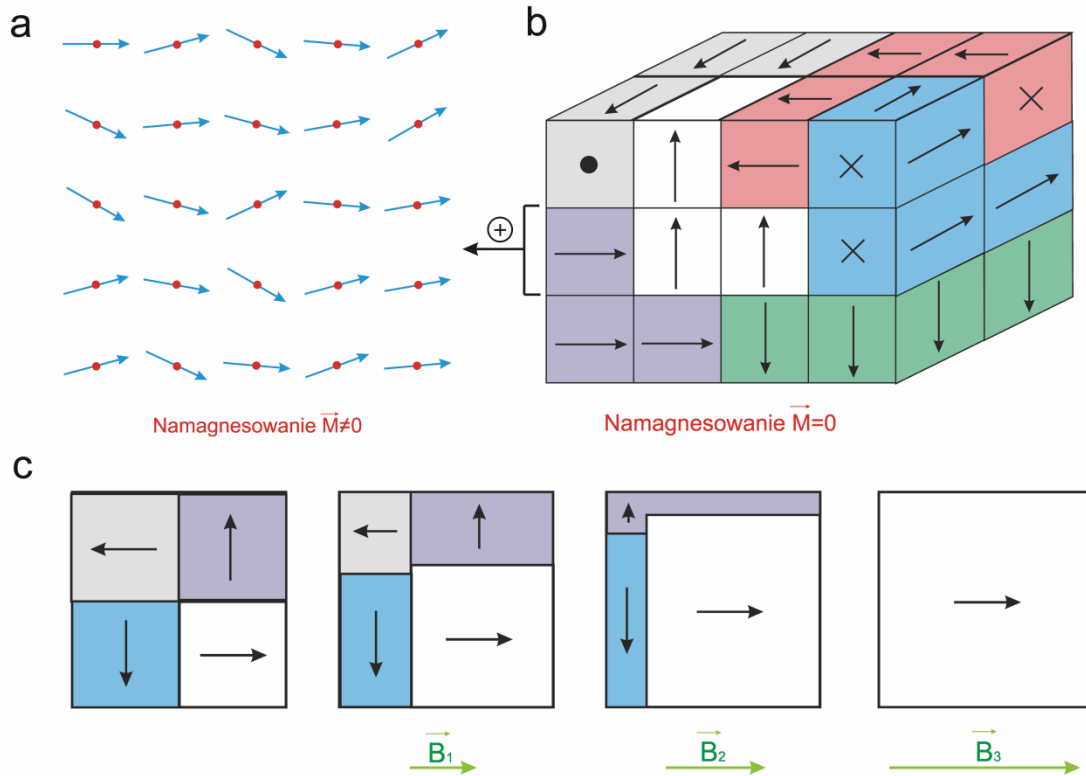 a
b
+
Namagnesowanie M≠0
Namagnesowanie M=0
c
B₁
B₂
B₃